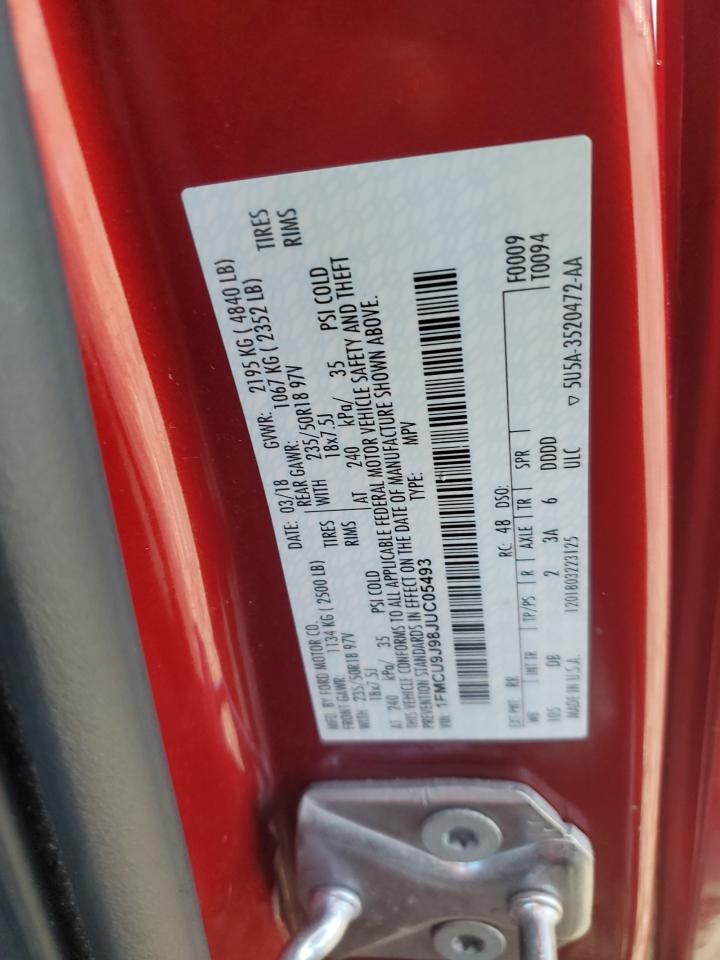 MFD. BY FORD MOTOR CO. DATE: 03/18 GVWR: 2195 KG ( 4840 LB)
FRONT GAWR: 1134 KG ( 2500 LB) REAR GAWR: 1067 KG ( 2352 LB)
WITH 235/50R18 97V TIRES WITH 235/50R18 97V TIRES
18x7.5J RIMS 18x7.5J RIMS
AT 240 kPa/ 35 PSI COLD AT 240 kPa/ 35 PSI COLD
THIS VEHICLE CONFORMS TO ALL APPLICABLE FEDERAL MOTOR VEHICLE SAFETY AND THEFT
PREVENTION STANDARDS IN EFFECT ON THE DATE OF MANUFACTURE SHOWN ABOVE.
VIN: 1FMCU9J98JUC05493 TYPE: MPV
EXT PNT: RR RC: 48 DSO: F0009
WB INT TR TP/PS R AXLE TR SPR T0094
105 DB 2 3A 6 DDDD
MADE IN U.S.A. 1201803223125 ULC ▽ 5U5A-3520472-AA